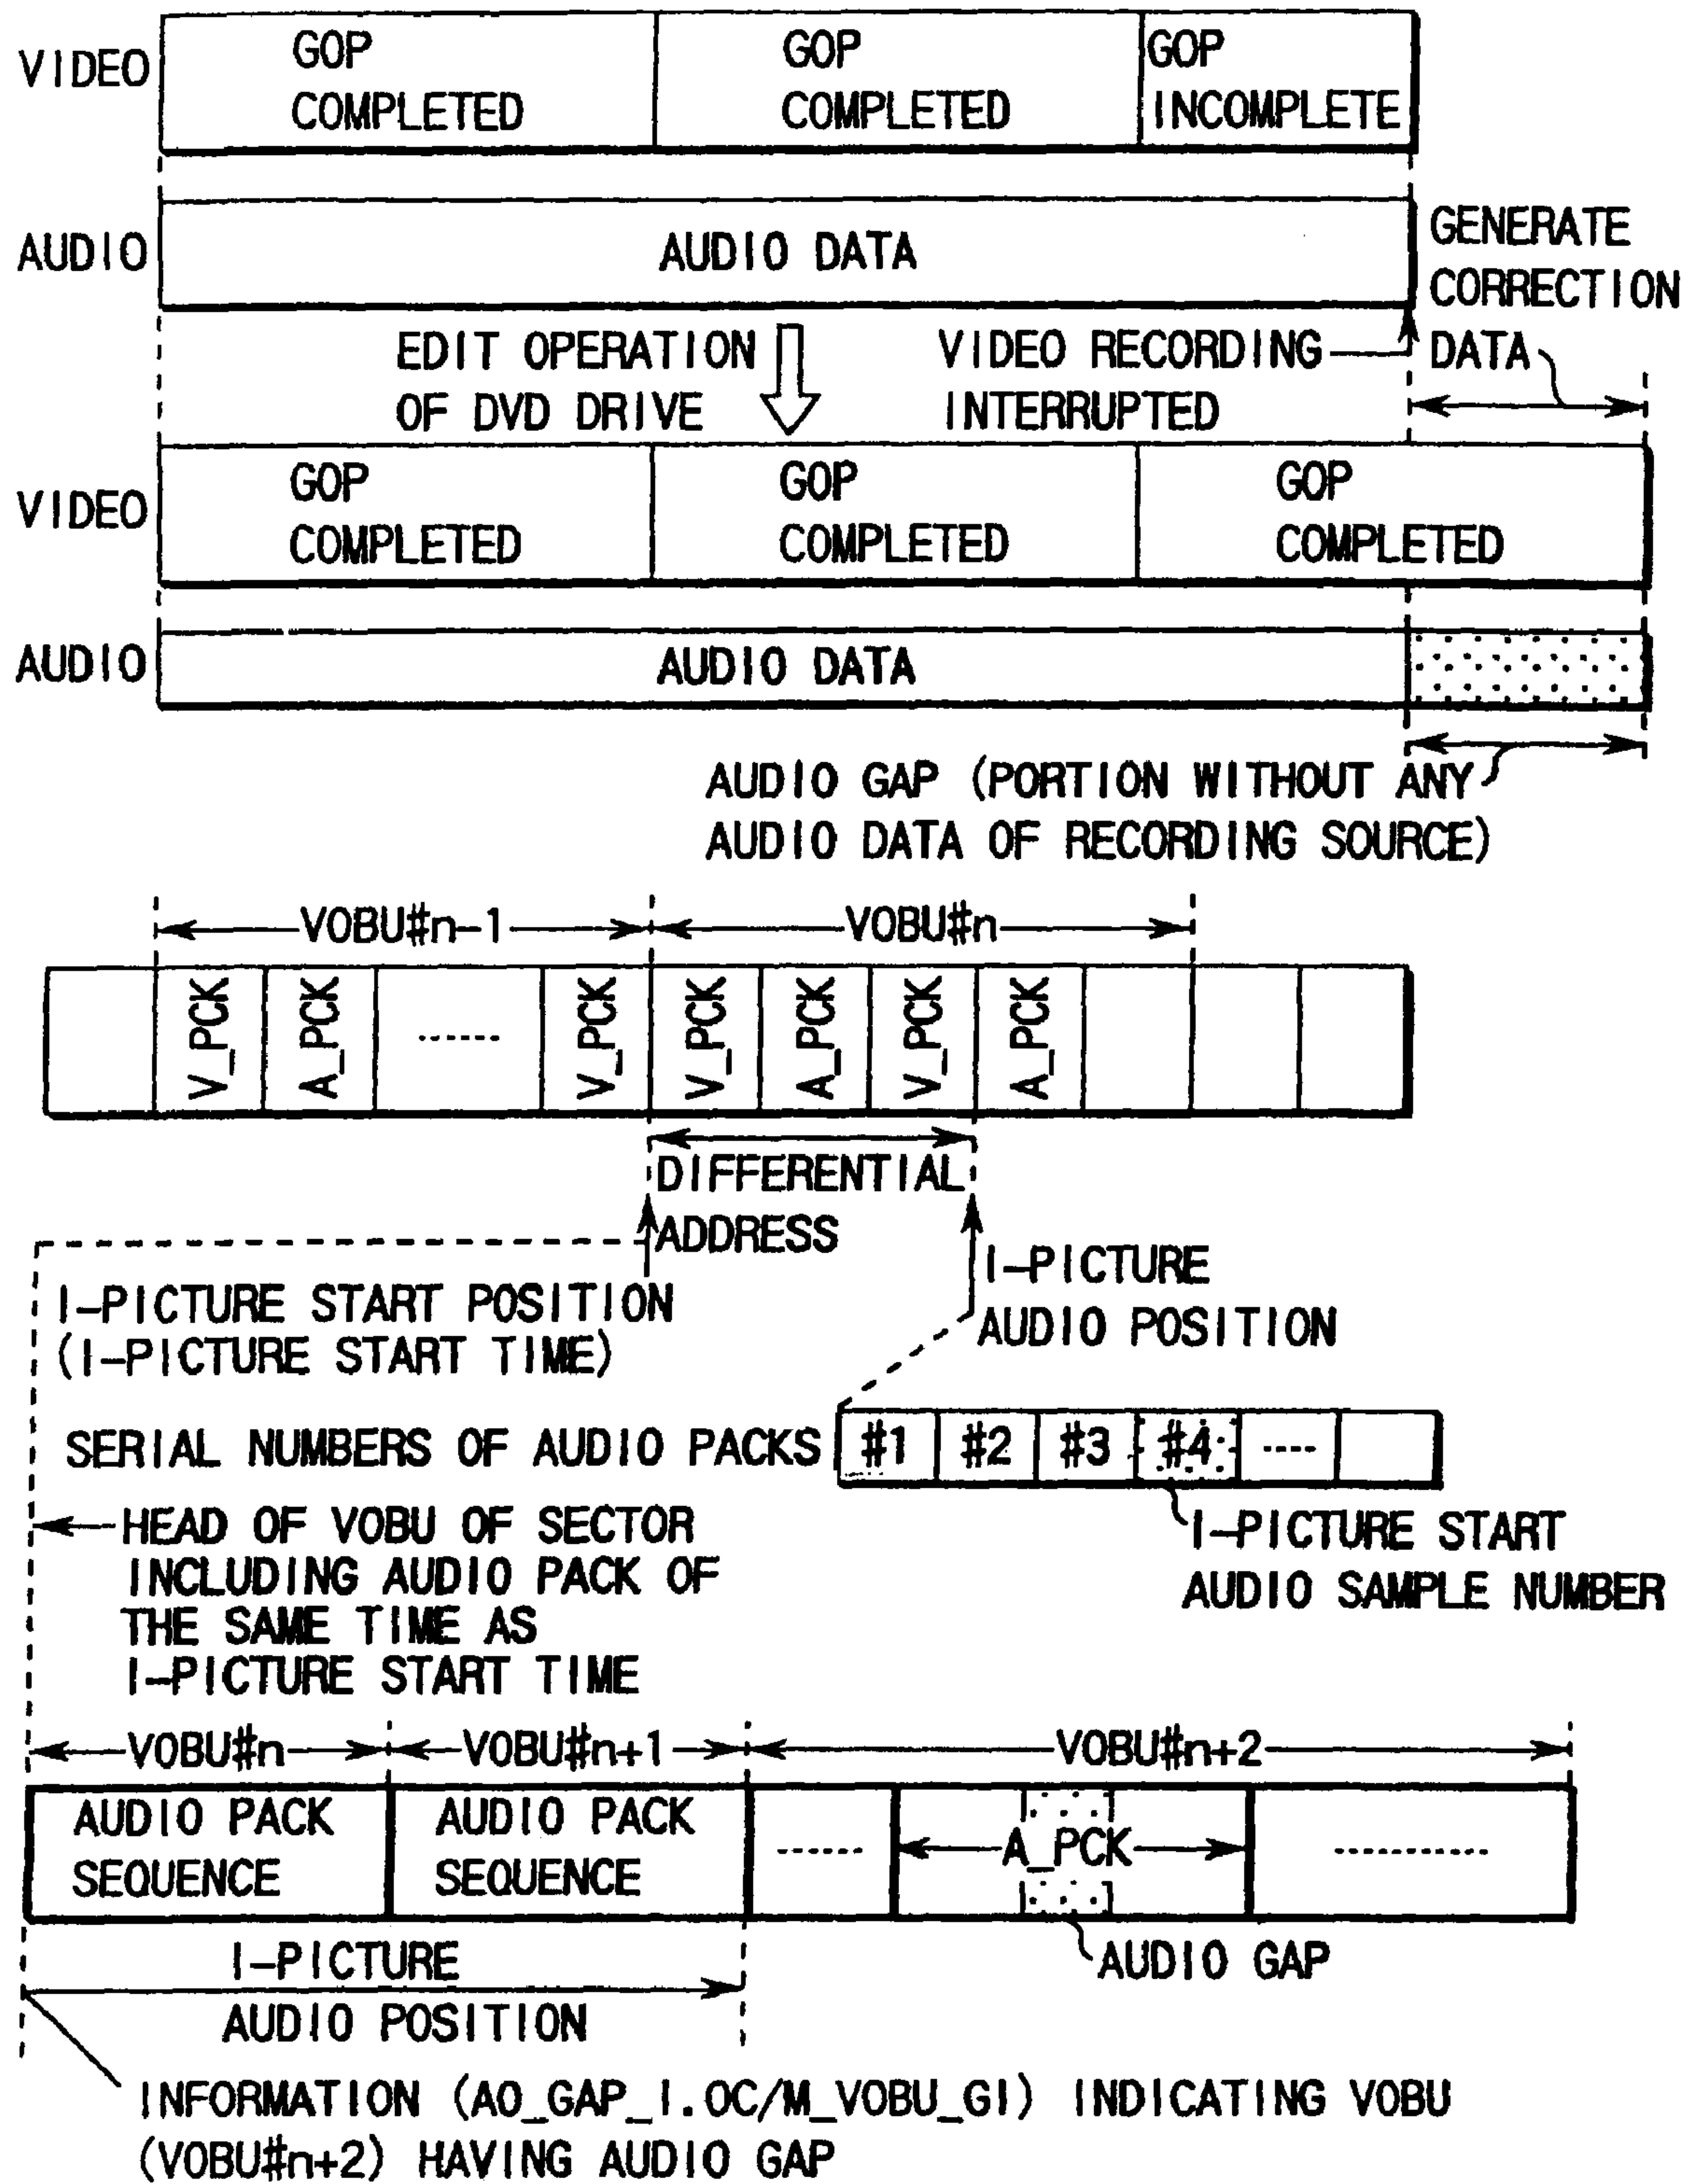 VIDEO
GOP
COMPLETED
GOP
COMPLETED
GOP
INCOMPLETE
AUDIO
AUDIO DATA
GENERATE
CORRECTION
DATA
EDIT OPERATION
OF DVD DRIVE
VIDEO RECORDING
INTERRUPTED
VIDEO
GOP
COMPLETED
GOP
COMPLETED
GOP
COMPLETED
AUDIO
AUDIO DATA
AUDIO GAP (PORTION WITHOUT ANY
AUDIO DATA OF RECORDING SOURCE)
VOBU#n-1
VOBU#n
V_PCK
A_PCK
V_PCK
V_PCK
A_PCK
V_PCK
A_PCK
DIFFERENTIAL
ADDRESS
I-PICTURE START POSITION
(I-PICTURE START TIME)
I-PICTURE
AUDIO POSITION
SERIAL NUMBERS OF AUDIO PACKS
#1
#2
#3
#4
I-PICTURE START
AUDIO SAMPLE NUMBER
HEAD OF VOBU OF SECTOR
INCLUDING AUDIO PACK OF
THE SAME TIME AS
I-PICTURE START TIME
VOBU#n
VOBU#n+1
VOBU#n+2
AUDIO PACK
SEQUENCE
AUDIO PACK
SEQUENCE
A_PCK
AUDIO GAP
I-PICTURE
AUDIO POSITION
INFORMATION (A0_GAP_I.OC/M_VOBU_GI) INDICATING VOBU
(VOBU#n+2) HAVING AUDIO GAP